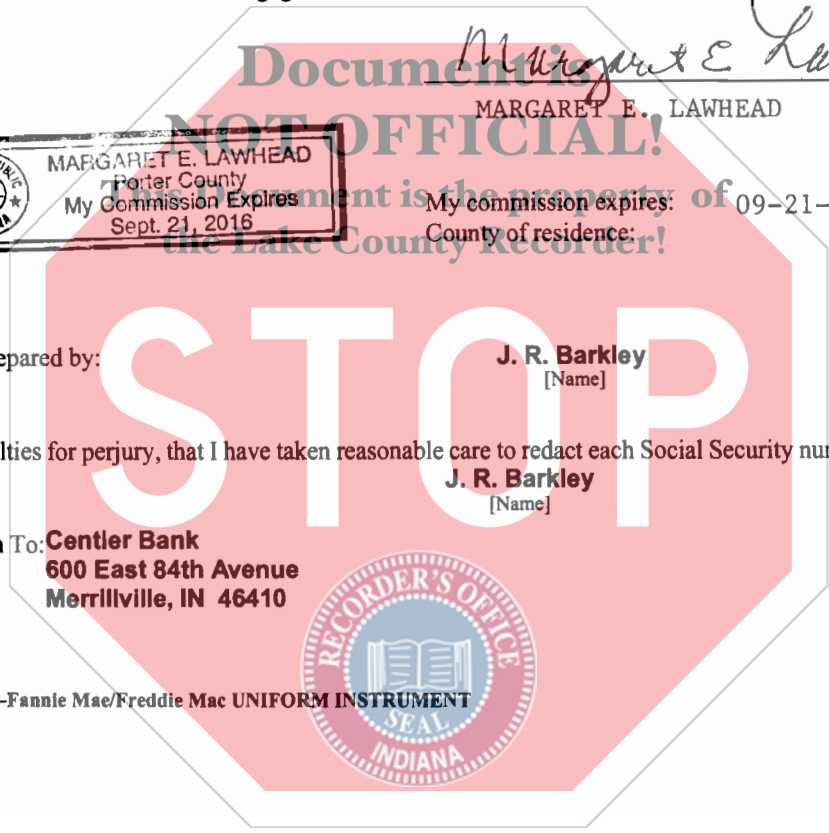 Document is
Margaret E
MARGARET E. LAWHEAD
NOT OFFICIAL!
MARGARET E. LAWHEAD
Porter County
My Commission Expires
Sept. 21, 2016
This Document is the property of
the Lake County Recorder!
My commission expires: 09-21-
County of residence:
STOP
epared by:
J. R. Barkley
[Name]
lties for perjury, that I have taken reasonable care to redact each Social Security nu
J. R. Barkley
[Name]
To: Centier Bank
600 East 84th Avenue
Merrillville, IN 46410
RECORDER'S OFFICE
SEAL
INDIANA
-Fannie Mae/Freddie Mac UNIFORM INSTRUMENT